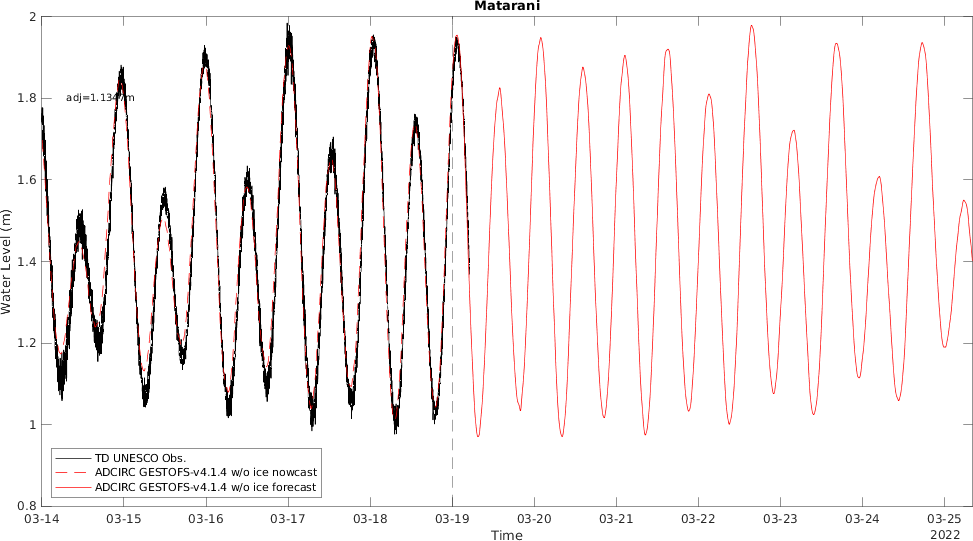 Matarani
2
1.8
1.6
1.4
1.2
1
0.8
Water Level (m)
adj=1.1347m
TD UNESCO Obs.
ADCIRC GESTOFS-v4.1.4 w/o ice nowcast
ADCIRC GESTOFS-v4.1.4 w/o ice forecast
03-14 03-15 03-16 03-17 03-18 03-19 03-20 03-21 03-22 03-23 03-24 03-25
2022
Time